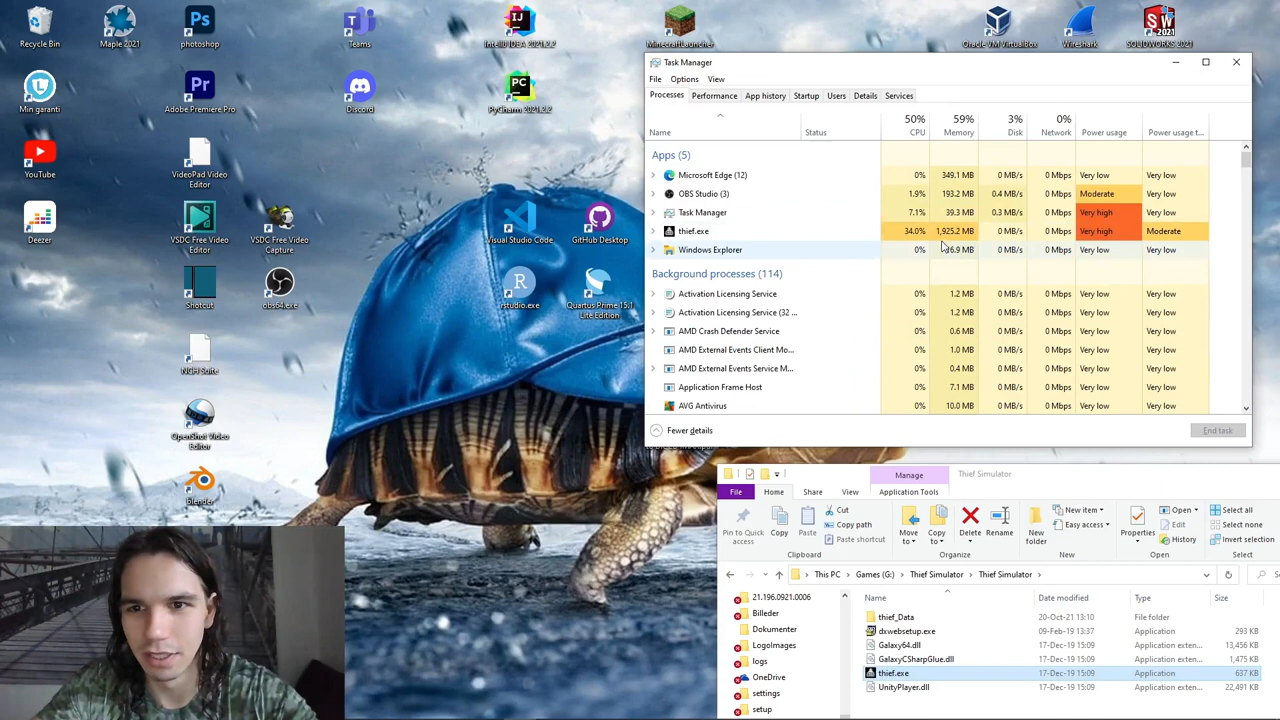 Recycle Bin
Maple 2021
photoshop
Teams
IntelliJ IDEA 2021.2.2
MinecraftLauncher
Oracle VM VirtualBox
Wireshark
SOLIDWORKS 2021
Mingaranti
Adobe Premiere Pro
Discord
PyCharm 2021.2.2
YouTube
VideoPad Video
Editor
Deezer
VSDC Free Video
Editor
VSDC Free Video
Capture
Visual Studio Code
GitHub Desktop
Shotcut
obs64.exe
rstudio.exe
Quartus Prime 15.1
Lite Edition
NCH Suite
OpenShot Video
Editor
Blender
Task Manager
File Options View
Processes Performance App history Startup Users Details Services
50% 59% 3% 0%
Name Status CPU Memory Disk Network Power usage Power usage t...
Apps (5)
Microsoft Edge (12) 0% 349.1 MB 0 MB/s 0 Mbps Very low Very low
OBS Studio (3) 1.9% 193.2 MB 0.4 MB/s 0 Mbps Moderate Very low
Task Manager 7.1% 39.3 MB 0.3 MB/s 0 Mbps Very high Very low
thief.exe 34.0% 1,925.2 MB 0 MB/s 0 Mbps Very high Moderate
Windows Explorer 0% 0 MB/s 0 Mbps Very low Very low
Background processes (114)
Activation Licensing Service 0% 1.2 MB 0 MB/s 0 Mbps Very low Very low
Activation Licensing Service (32 ... 0% 1.2 MB 0 MB/s 0 Mbps Very low Very low
AMD Crash Defender Service 0% 0.6 MB 0 MB/s 0 Mbps Very low Very low
AMD External Events Client Mo... 0% 1.0 MB 0 MB/s 0 Mbps Very low Very low
AMD External Events Service M... 0% 0.4 MB 0 MB/s 0 Mbps Very low Very low
Application Frame Host 0% 7.1 MB 0 MB/s 0 Mbps Very low Very low
AVG Antivirus 0% 10.0 MB 0 MB/s 0 Mbps Very low Very low
Fewer details End task
Manage Thief Simulator
File Home Share View Application Tools
Pin to Quick
access
Copy
Paste
Cut
Copy path
Paste shortcut
Move
to
Copy
to
Delete
Rename
New
folder
New item
Easy access
Properties
Open
Edit
History
Select all
Select none
Invert selection
Clipboard Organize New Open Select
This PC Games (G:) Thief Simulator Thief Simulator
Name Date modified Type Size
21.196.0921.0006
Billeder
Dokumenter
LogoImages
logs
OneDrive
settings
setup
thief_Data 20-Oct-21 13:10 File folder
dxwebsetup.exe 09-Feb-19 13:37 Application 293 KB
Galaxy64.dll 17-Dec-19 15:09 Application exten... 13,456 KB
GalaxyCSharpGlue.dll 17-Dec-19 15:09 Application exten... 1,475 KB
thief.exe 17-Dec-19 15:09 Application 637 KB
UnityPlayer.dll 17-Dec-19 15:09 Application exten... 22,491 KB